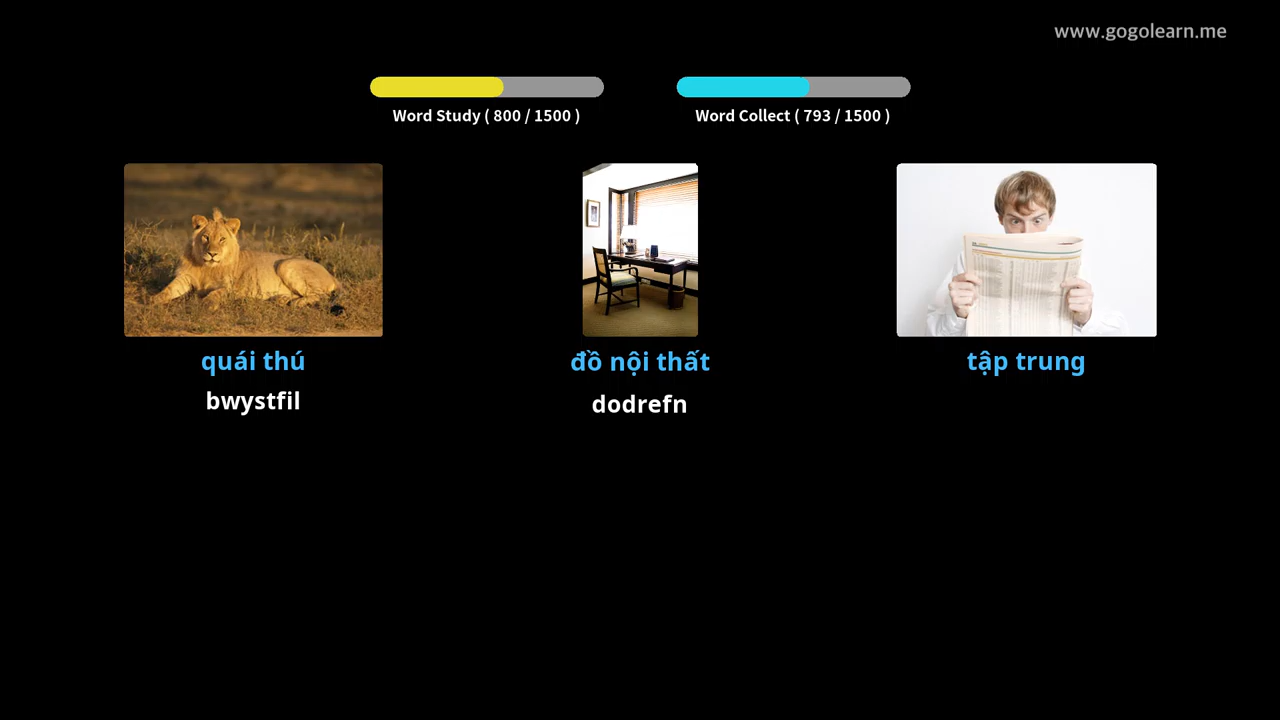 www.gogolearn.me
Word Study ( 800 / 1500 )
Word Collect ( 793 / 1500 )
quái thú
đồ nội thất
tập trung
bwystfil
dodrefn